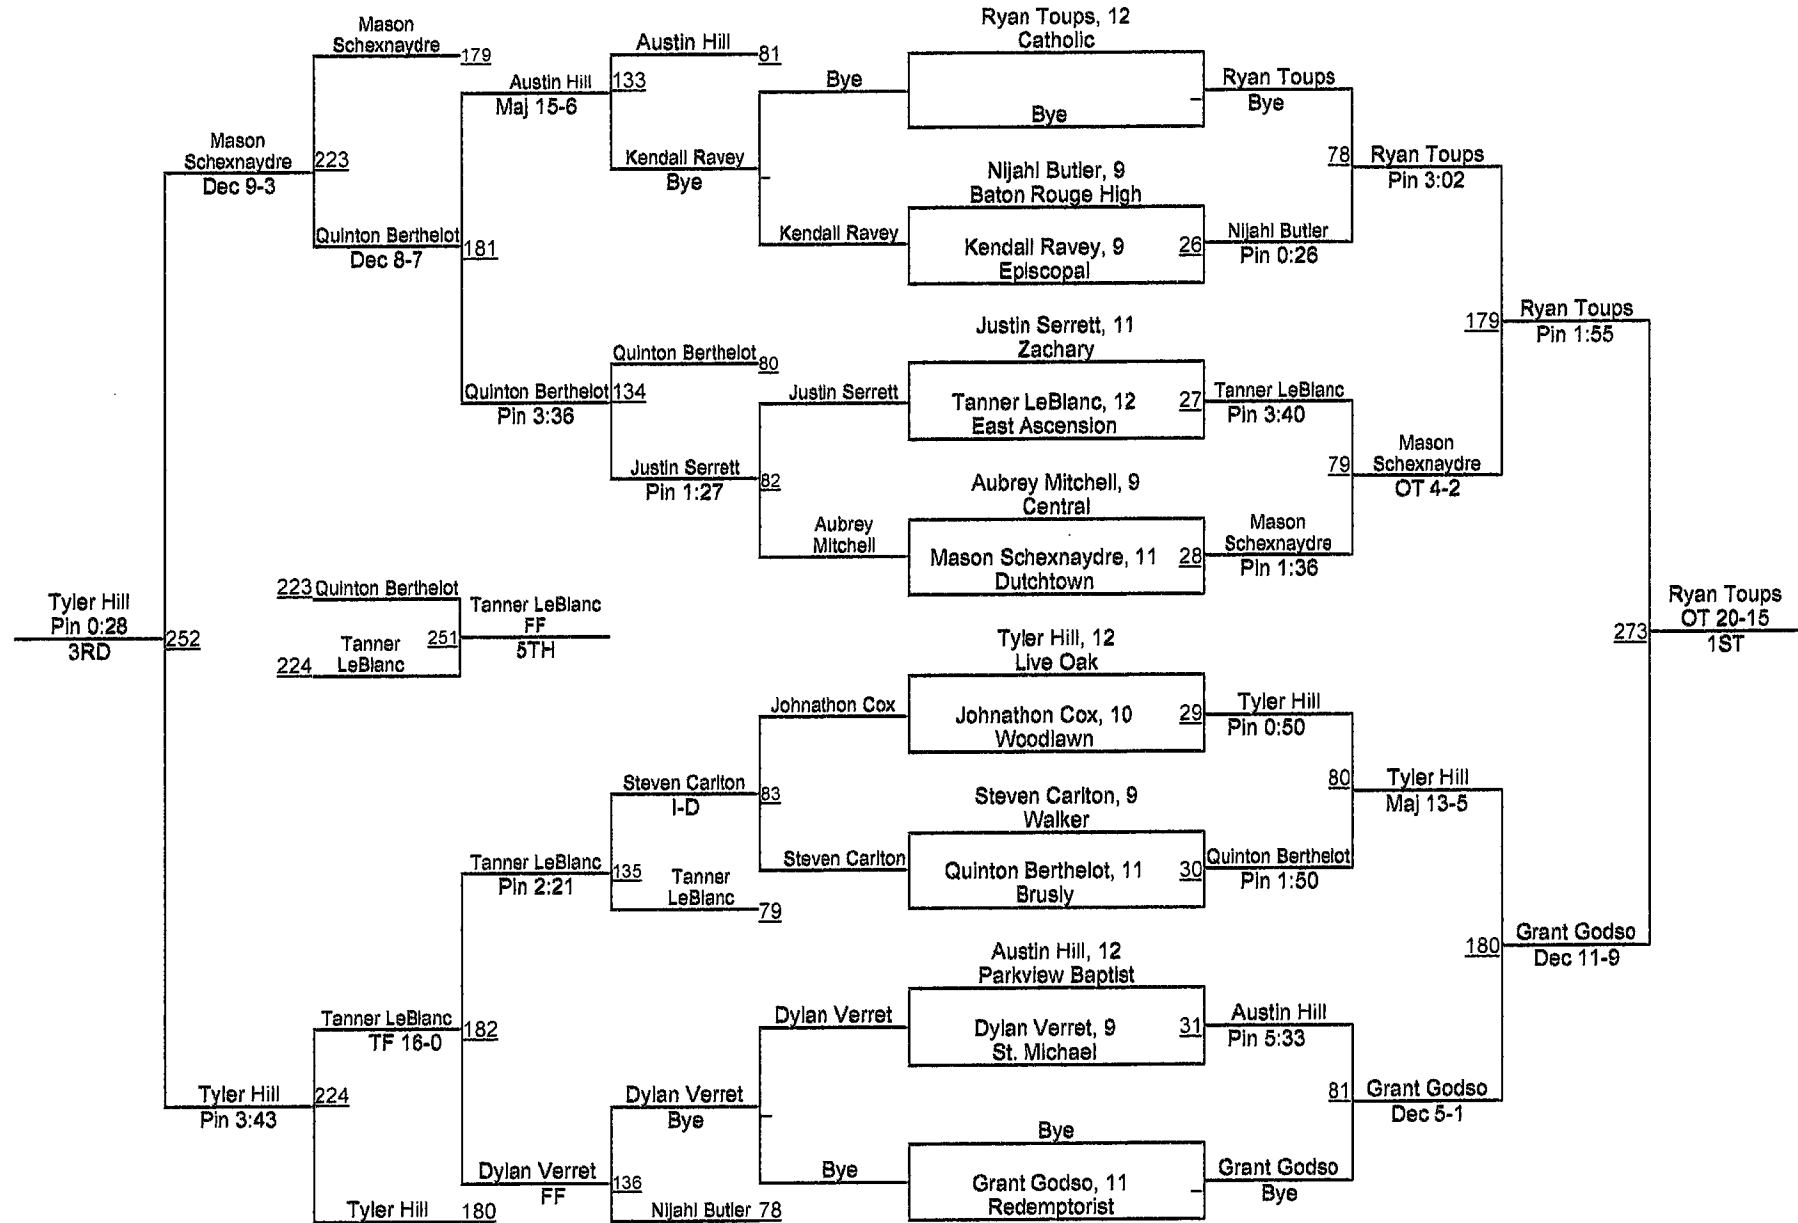 Mason
Schexnaydre
179
Austin Hill
81
Ryan Toups, 12
Catholic
Austin Hill
133
Maj 15-6
Bye
Bye
Ryan Toups
Bye
Mason
Schexnaydre
223
Dec 9-3
Kendall Ravey
Bye
Nijahl Butler, 9
Baton Rouge High
78
Ryan Toups
Pin 3:02
Quinton Berthelot
181
Dec 8-7
Kendall Ravey
Kendall Ravey, 9
Episcopal
26
Nijahl Butler
Pin 0:26
Quinton Berthelot
80
Justin Serrett, 11
Zachary
179
Ryan Toups
Pin 1:55
Quinton Berthelot
134
Pin 3:36
Justin Serrett
Tanner LeBlanc, 12
East Ascension
27
Tanner LeBlanc
Pin 3:40
Justin Serrett
82
Pin 1:27
Aubrey Mitchell, 9
Central
79
Mason
Schexnaydre
OT 4-2
Aubrey
Mitchell
Mason Schexnaydre, 11
Dutchtown
28
Mason
Schexnaydre
Pin 1:36
223 Quinton Berthelot
Tyler Hill
Pin 0:28
3RD
252
Tanner
LeBlanc
224
251
Tanner LeBlanc
FF
5TH
Tyler Hill, 12
Live Oak
273
Ryan Toups
OT 20-15
1ST
Johnathon Cox
Johnathon Cox, 10
Woodlawn
29
Tyler Hill
Pin 0:50
Steven Carlton
83
I-D
Steven Carlton, 9
Walker
80
Tyler Hill
Maj 13-5
Tanner LeBlanc
135
Pin 2:21
Steven Carlton
Quinton Berthelot, 11
Brusly
30
Quinton Berthelot
Pin 1:50
Tanner
LeBlanc
79
Austin Hill, 12
Parkview Baptist
180
Grant Godso
Dec 11-9
Tanner LeBlanc
182
TF 16-0
Dylan Verret
Dylan Verret, 9
St. Michael
31
Austin Hill
Pin 5:33
Tyler Hill
224
Pin 3:43
Dylan Verret
Bye
Bye
81
Grant Godso
Dec 5-1
Dylan Verret
136
FF
Bye
Grant Godso, 11
Redemptorist
Grant Godso
Bye
Tyler Hill
180
Nijahl Butler 78